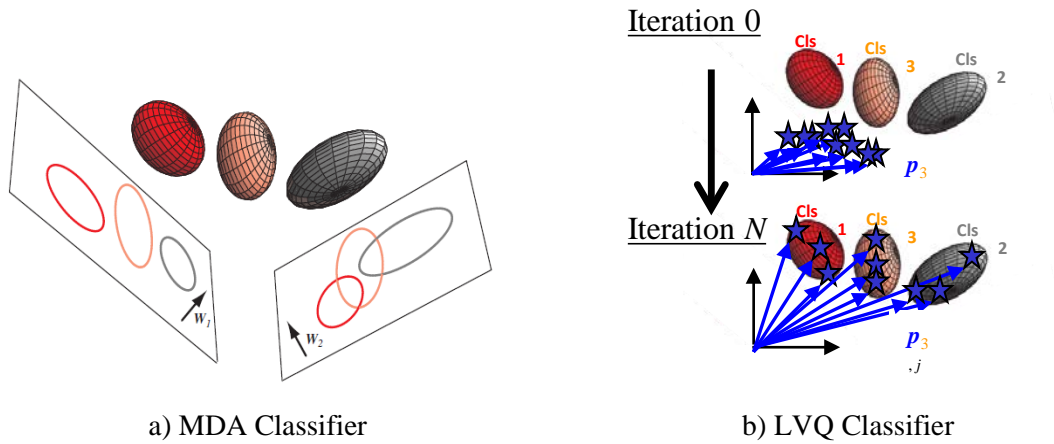 W1
W2
a) MDA Classifier
Iteration 0
Cls 1
Cls 3
Cls 2
p3
Iteration N
Cls 1
Cls 3
Cls 2
p3
,j
b) LVQ Classifier